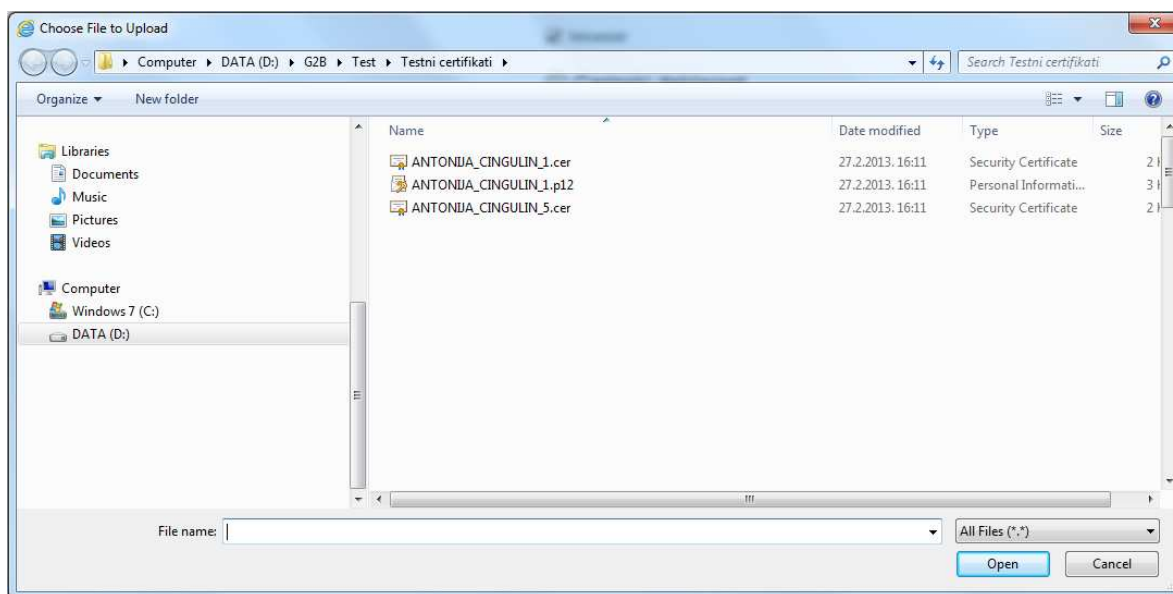 Choose File to Upload
Computer DATA (D:) G2B Test Testni certifikati Search Testni certifikati
Organize New folder
Name Date modified Type Size
Libraries
Documents
Music
Pictures
Videos
Computer
Windows 7 (C:)
DATA (D:)
ANTONIJA_CINGULIN_1.cer 27.2.2013. 16:11 Security Certificate 2
ANTONIJA_CINGULIN_1.p12 27.2.2013. 16:11 Personal Informati... 3
ANTONIJA_CINGULIN_5.cer 27.2.2013. 16:11 Security Certificate 2
File name: All Files (*.*)
Open Cancel